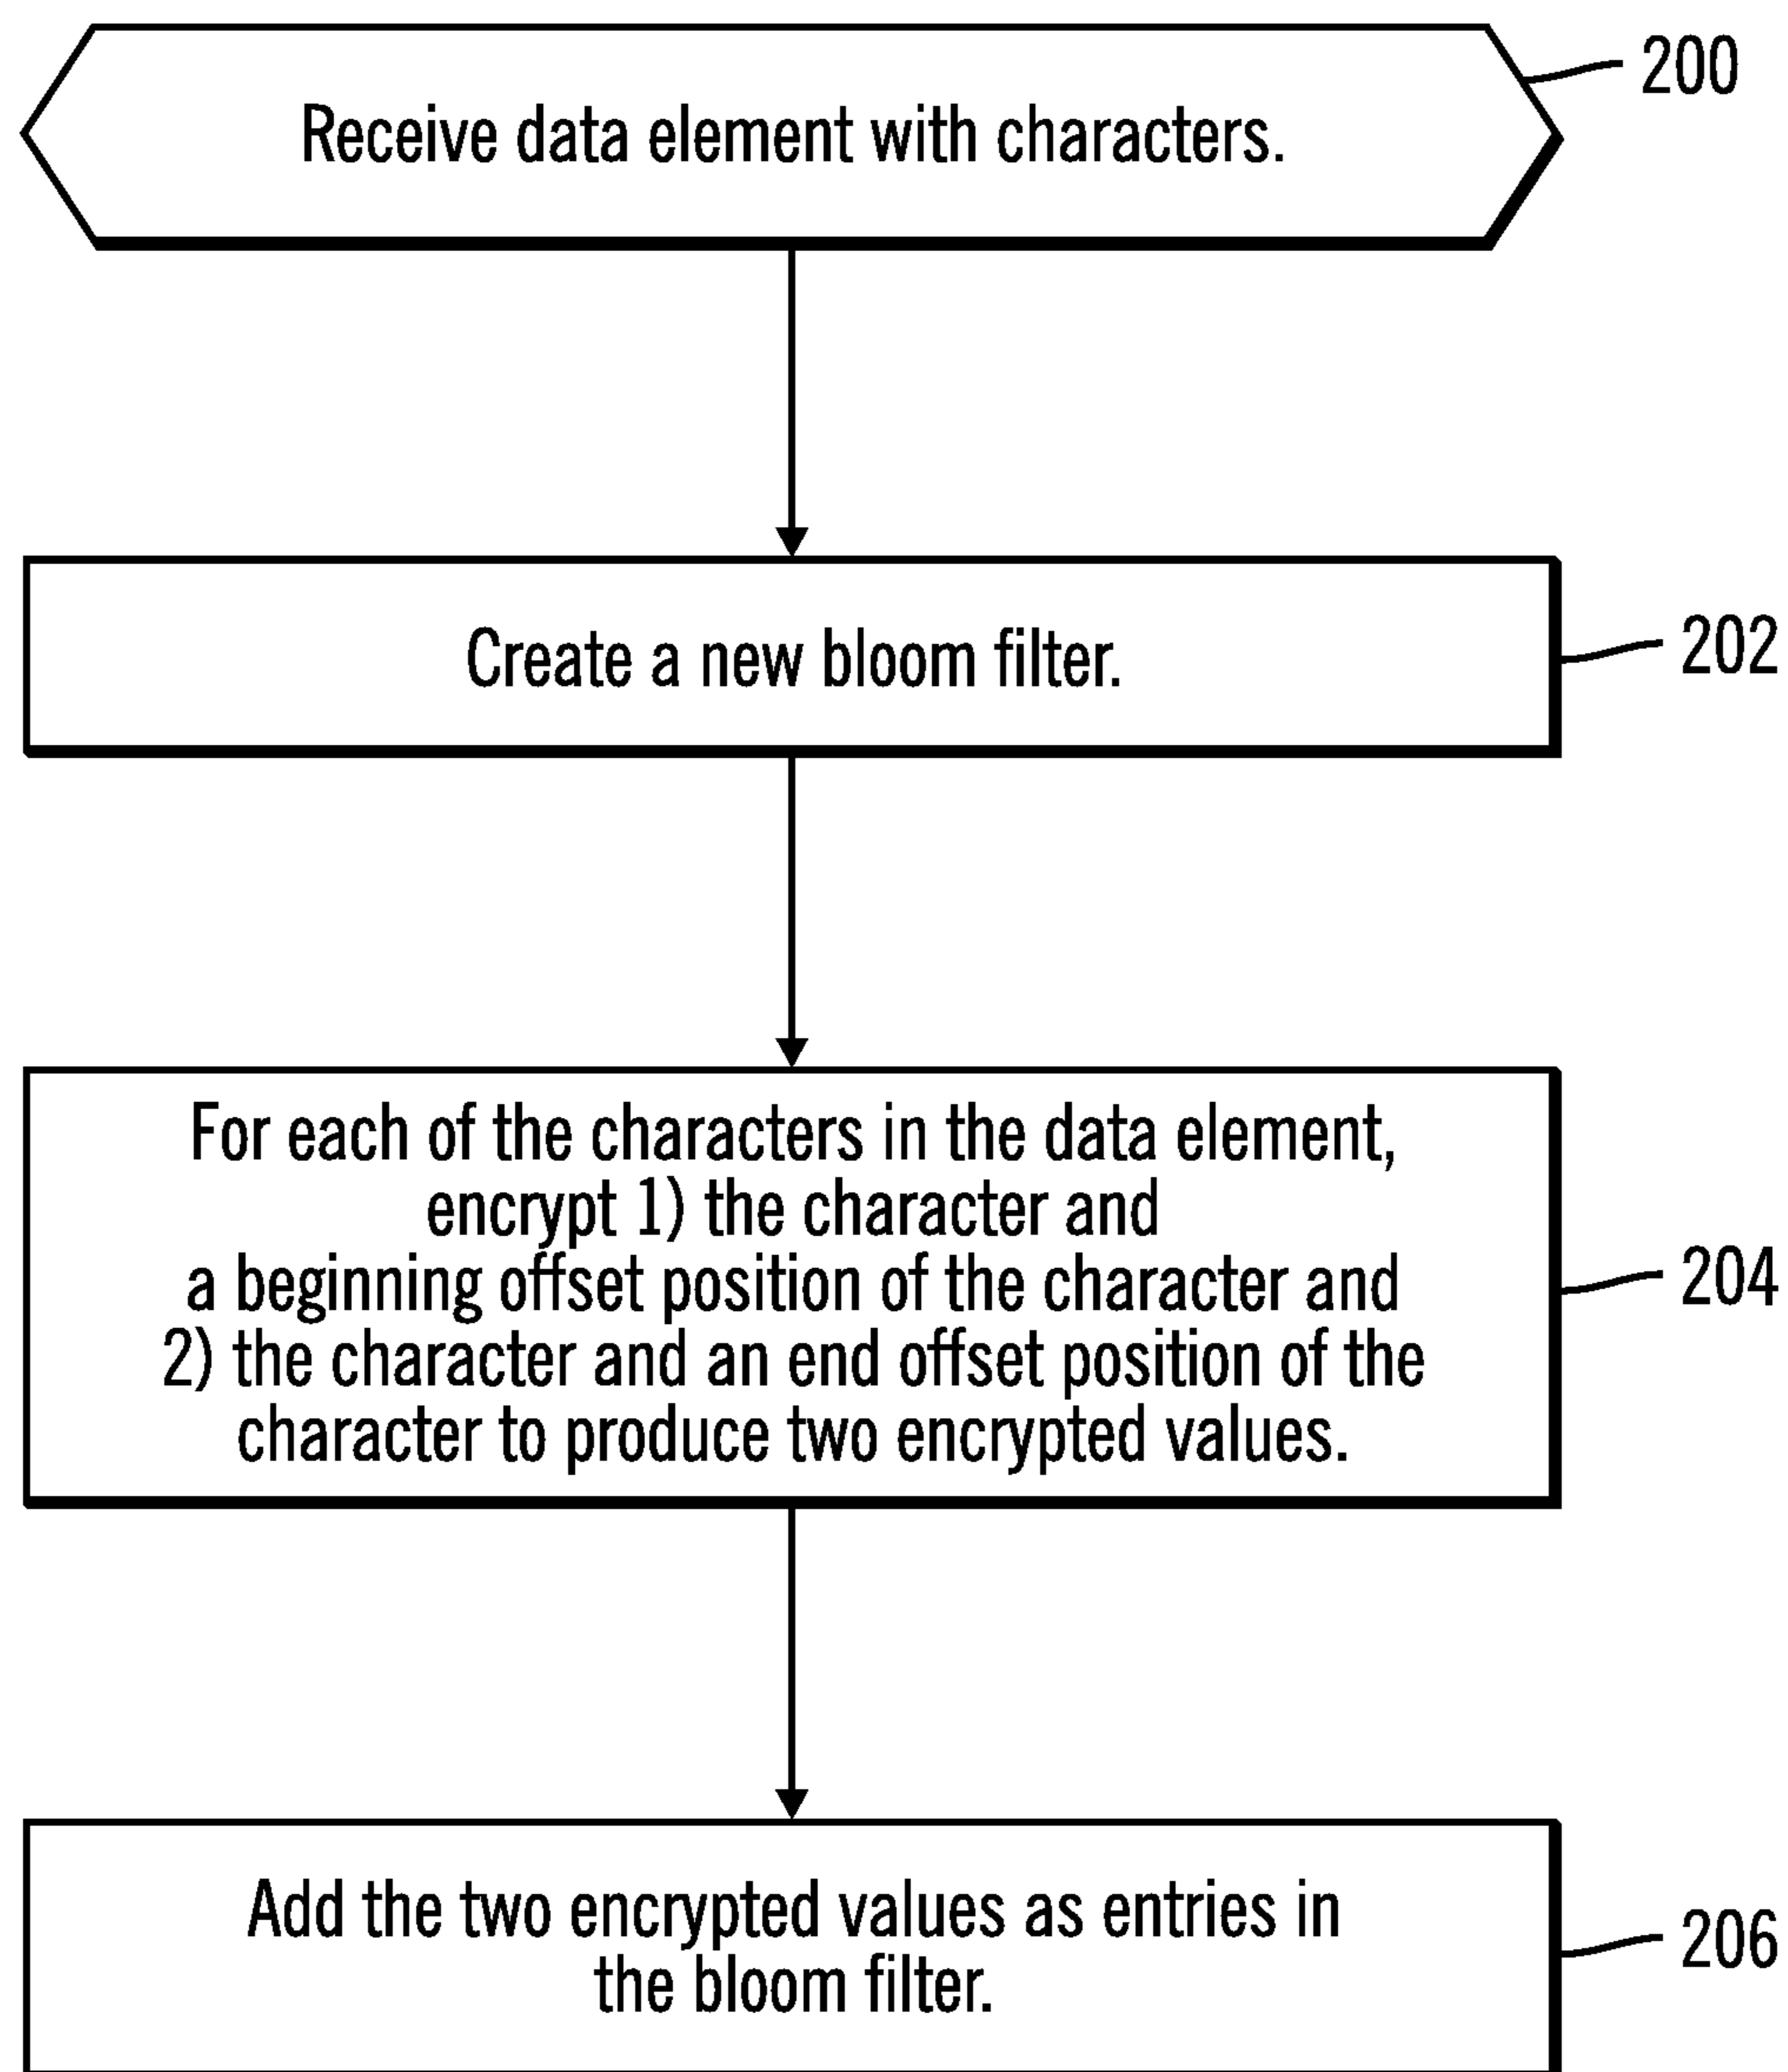 Receive data element with characters.
200
Create a new bloom filter.
202
For each of the characters in the data element,
encrypt 1) the character and
a beginning offset position of the character and
2) the character and an end offset position of the
character to produce two encrypted values.
204
Add the two encrypted values as entries in
the bloom filter.
206